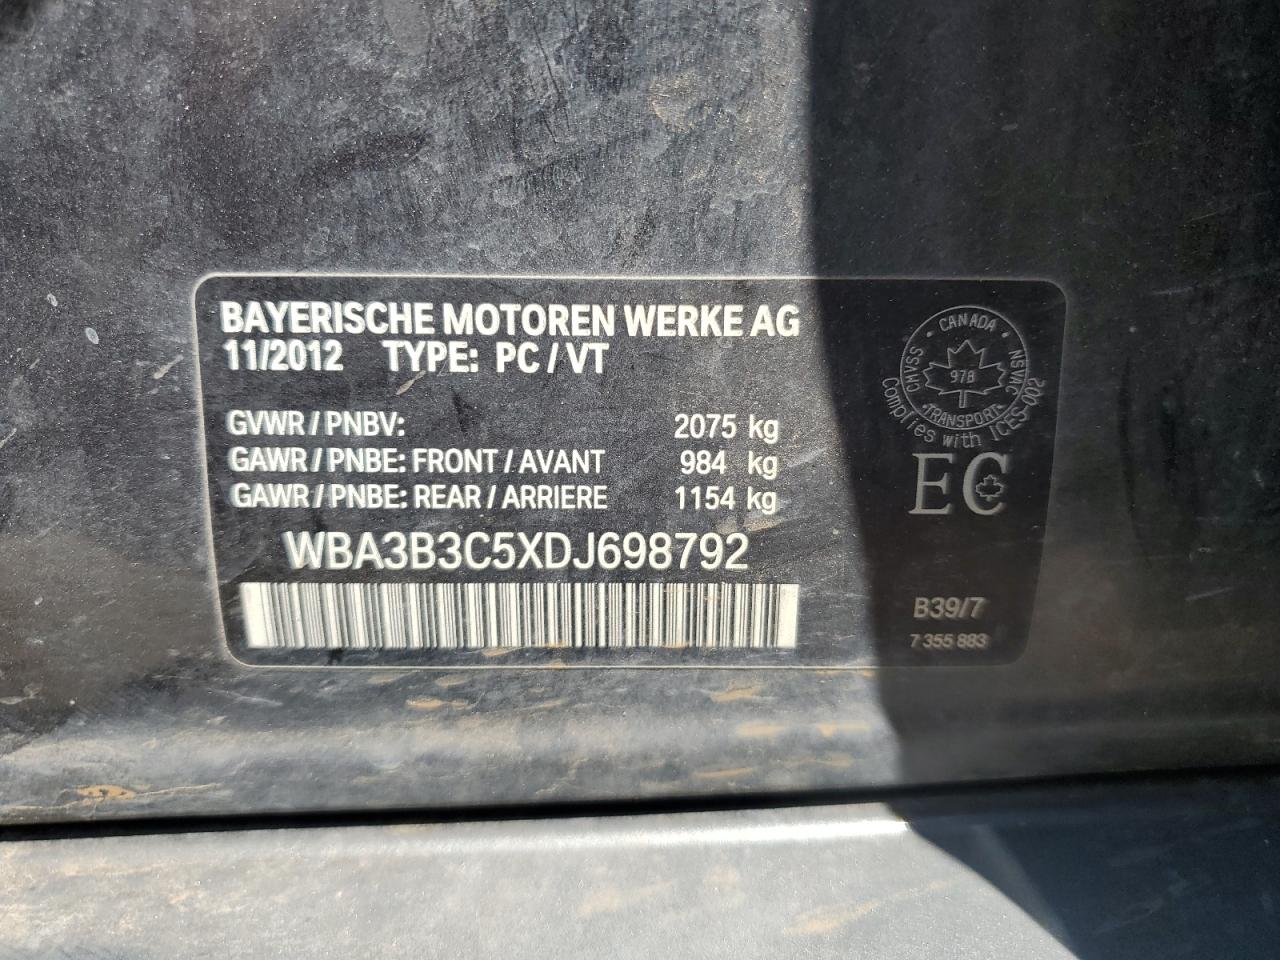 BAYERISCHE MOTOREN WERKE AG
11/2012 TYPE: PC / VT
GVWR / PNBV: 2075 kg
GAWR / PNBE: FRONT / AVANT 984 kg
GAWR / PNBE: REAR / ARRIERE 1154 kg
WBA3B3C5XDJ698792
CANADA
CMVSS
NSVAC
978
TRANSPORT
Complies with ICES-002
EC
B39/7
7 355 883